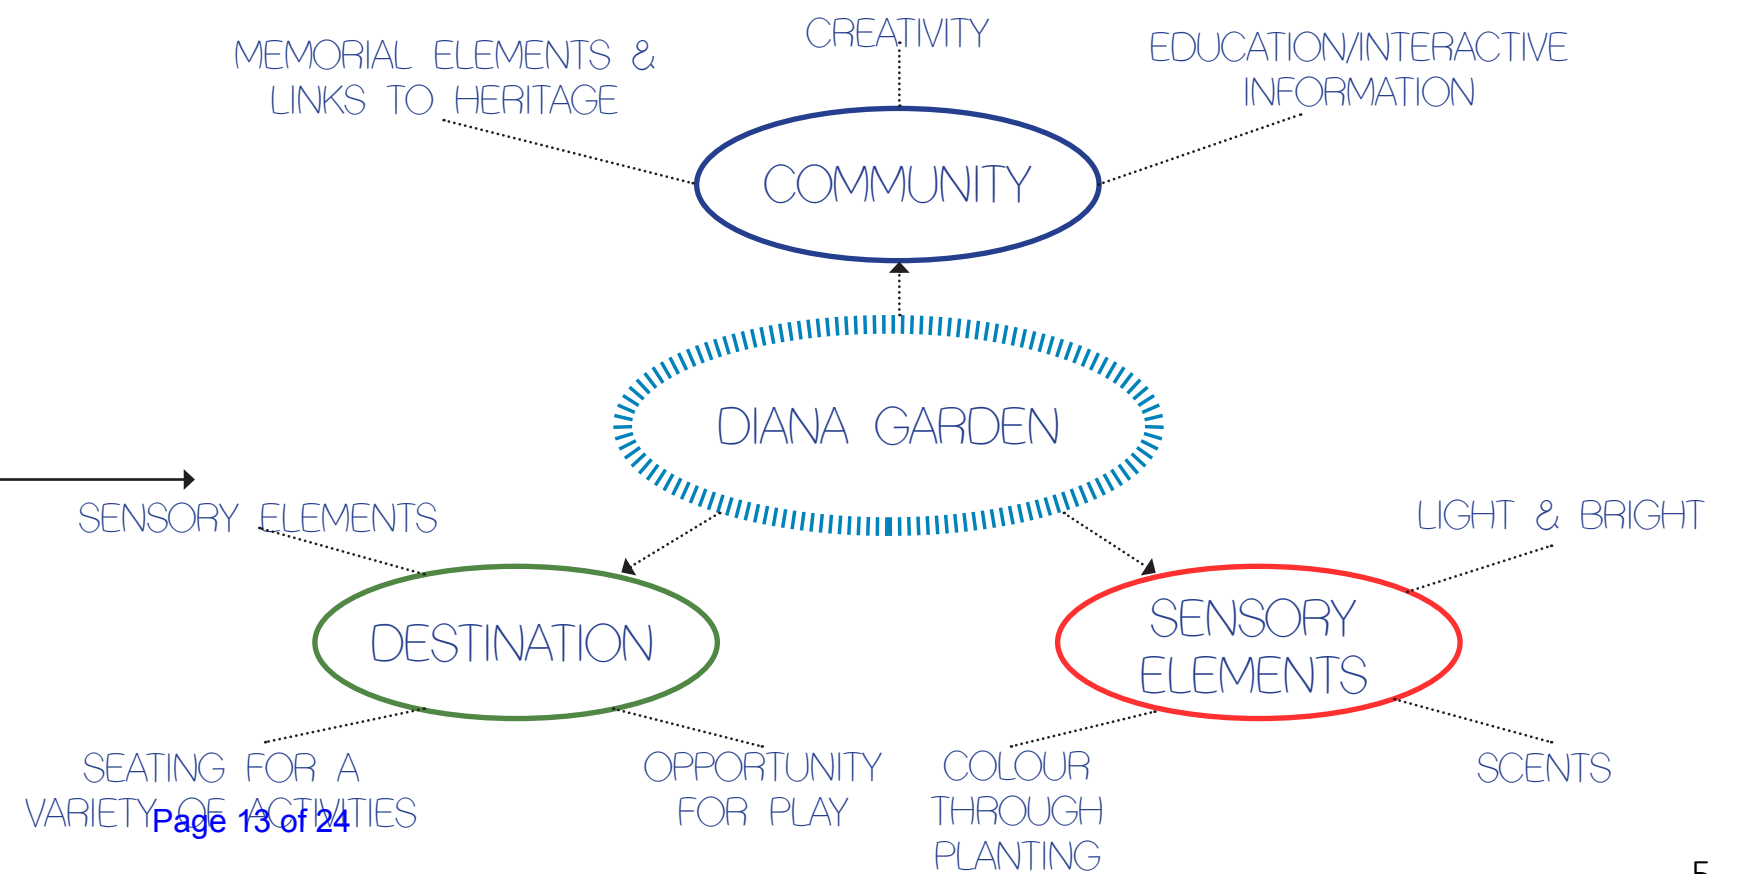 CREATIVITY
MEMORIAL ELEMENTS &
LINKS TO HERITAGE
EDUCATION/INTERACTIVE
INFORMATION
COMMUNITY
DIANA GARDEN
SENSORY ELEMENTS
LIGHT & BRIGHT
DESTINATION
SENSORY
ELEMENTS
SEATING FOR A
VARIETY OF ACTIVITIES
OPPORTUNITY
FOR PLAY
COLOUR
THROUGH
PLANTING
SCENTS
Page 13 of 24
5